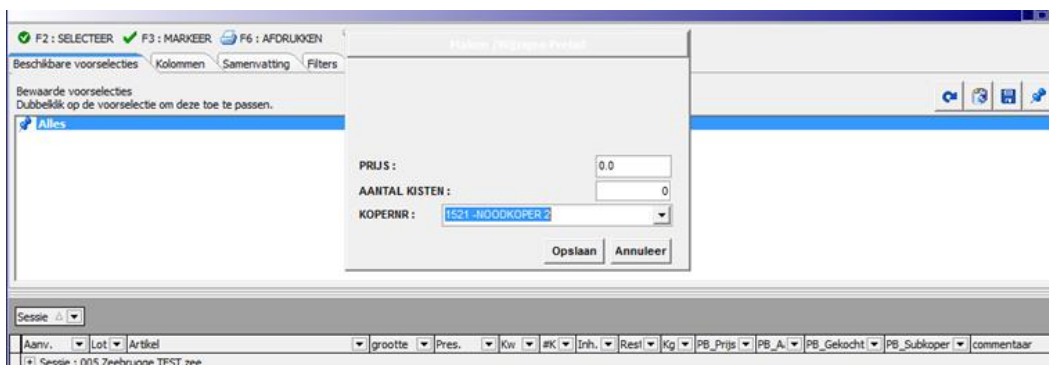 F2 : SELECTEER F3 : MARKEER F6 : AFDRUKKEN
Beschikbare voorselecties Kolommen Samenvatting Filters
Bewaarde voorselecties
Dubbelklik op de voorselectie om deze toe te passen.
Alles
PRIJS : 0.0
AANTAL KISTEN : 0
KOPERNR : 1521 -NOODKOPER 2
Opslaan Annuleer
Sessie
Aanv. Lot Artikel grootte Pres. Kw #K Inh. Rest Kg PB_Prijs PB_A. PB_Gekocht PB_Subkoper commentaar
Sessie : 005 Zeebrugge TEST zee